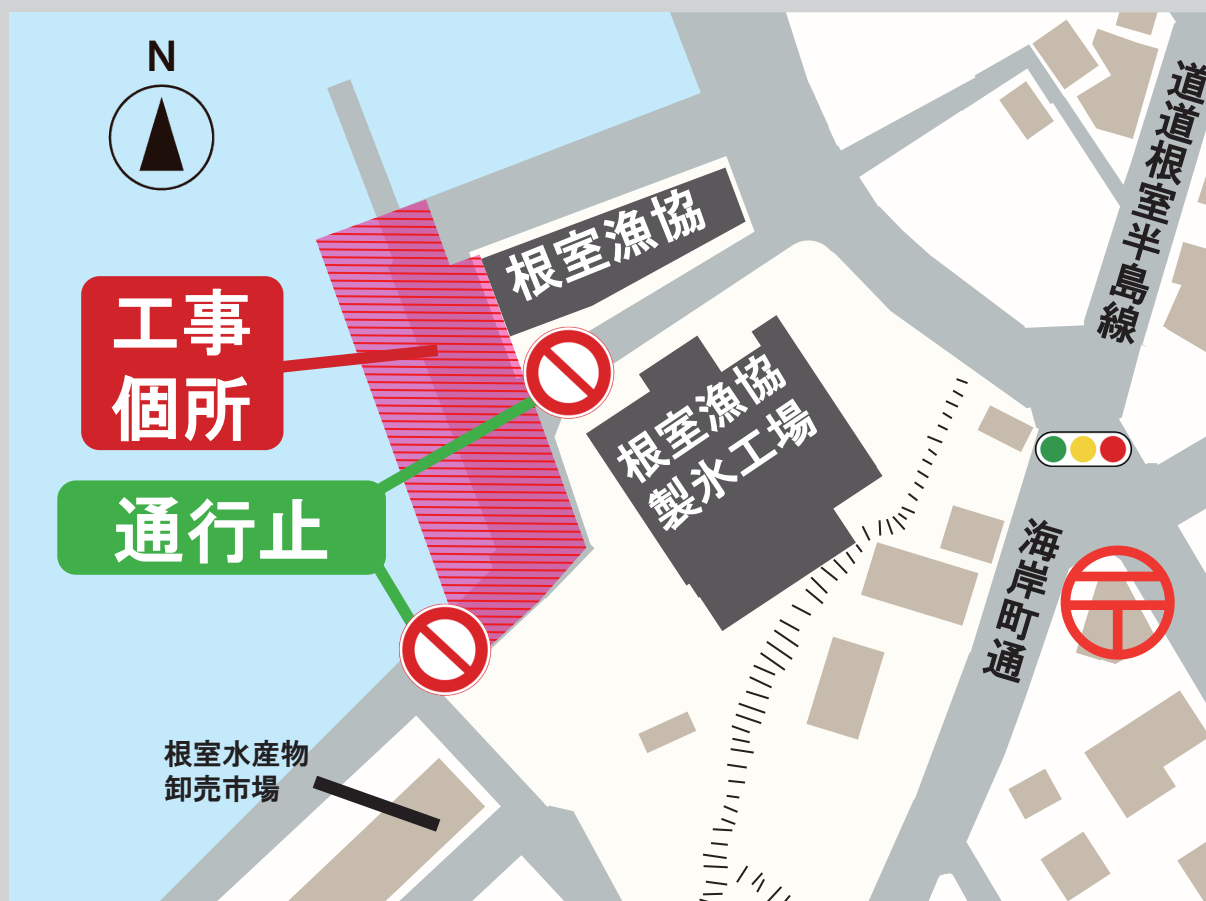 N
道道根室半島線
根室漁協
工事
個所
根室漁協
製氷工場
通行止
海岸町通
根室水産物
卸売市場